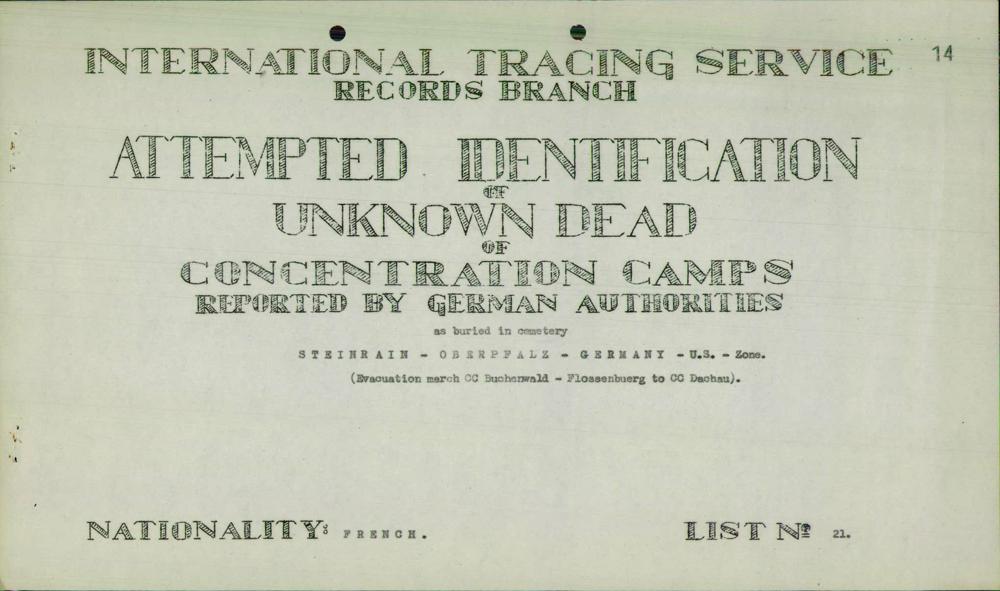 14
INTERNATIONAL TRACING SERVICE
RECORDS BRANCH
ATTEMPTED IDENTIFICATION
OF
UNKNOWN DEAD
OF
CONCENTRATION CAMPS
REPORTED BY GERMAN AUTHORITIES
as buried in cemetery
STEINRAIN - OBERPFALZ - GERMANY - U.S. - Zone.
(Evacuation march CC Buchenwald - Flossenbuerg to CC Dachau).
NATIONALITY: FRENCH. LIST Nº 21.